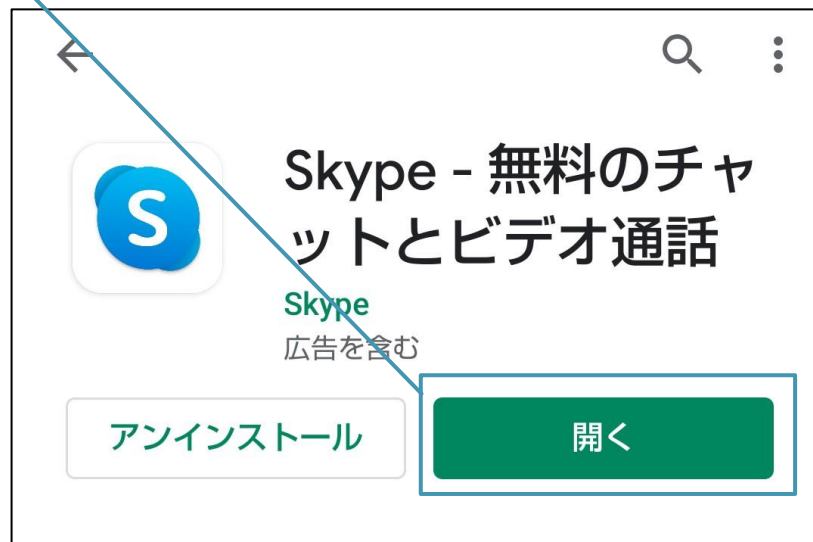 S
Skype - 無料のチャ
ットとビデオ通話
Skype
広告を含む
アンインストール
開く